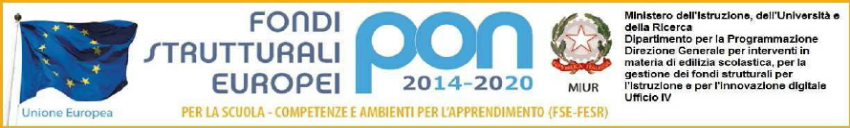 Unione Europea
FONDI
STRUTTURALI
EUROPEI
pon
2014-2020
MIUR
Ministero dell'Istruzione, dell'Università e
della Ricerca
Dipartimento per la Programmazione
Direzione Generale per interventi in
materia di edilizia scolastica, per la
gestione dei fondi strutturali per
l'Istruzione e per l'Innovazione digitale
Ufficio IV
PER LA SCUOLA - COMPETENZE E AMBIENTI PER L'APPRENDIMENTO (FSE-FESR)